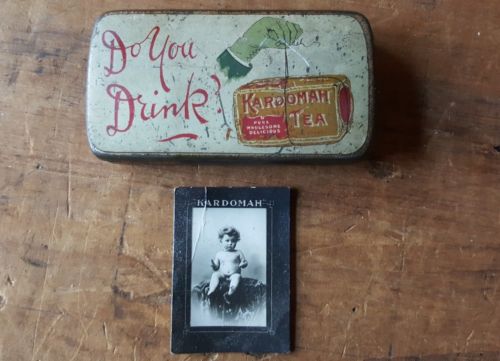 Do You
Drink?
KARDOMAH
TEA
PURE
WHOLESOME
DELICIOUS
"KARDOMAH"